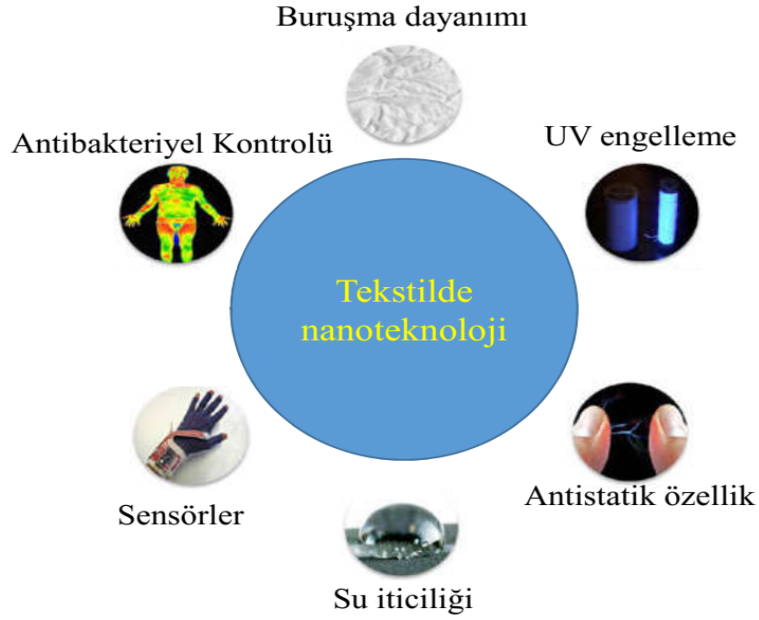 Buruşma dayanımı
Antibakteriyel Kontrolü
UV engelleme
Tekstilde
nanoteknoloji
Sensörler
Antistatik özellik
Su iticiliği